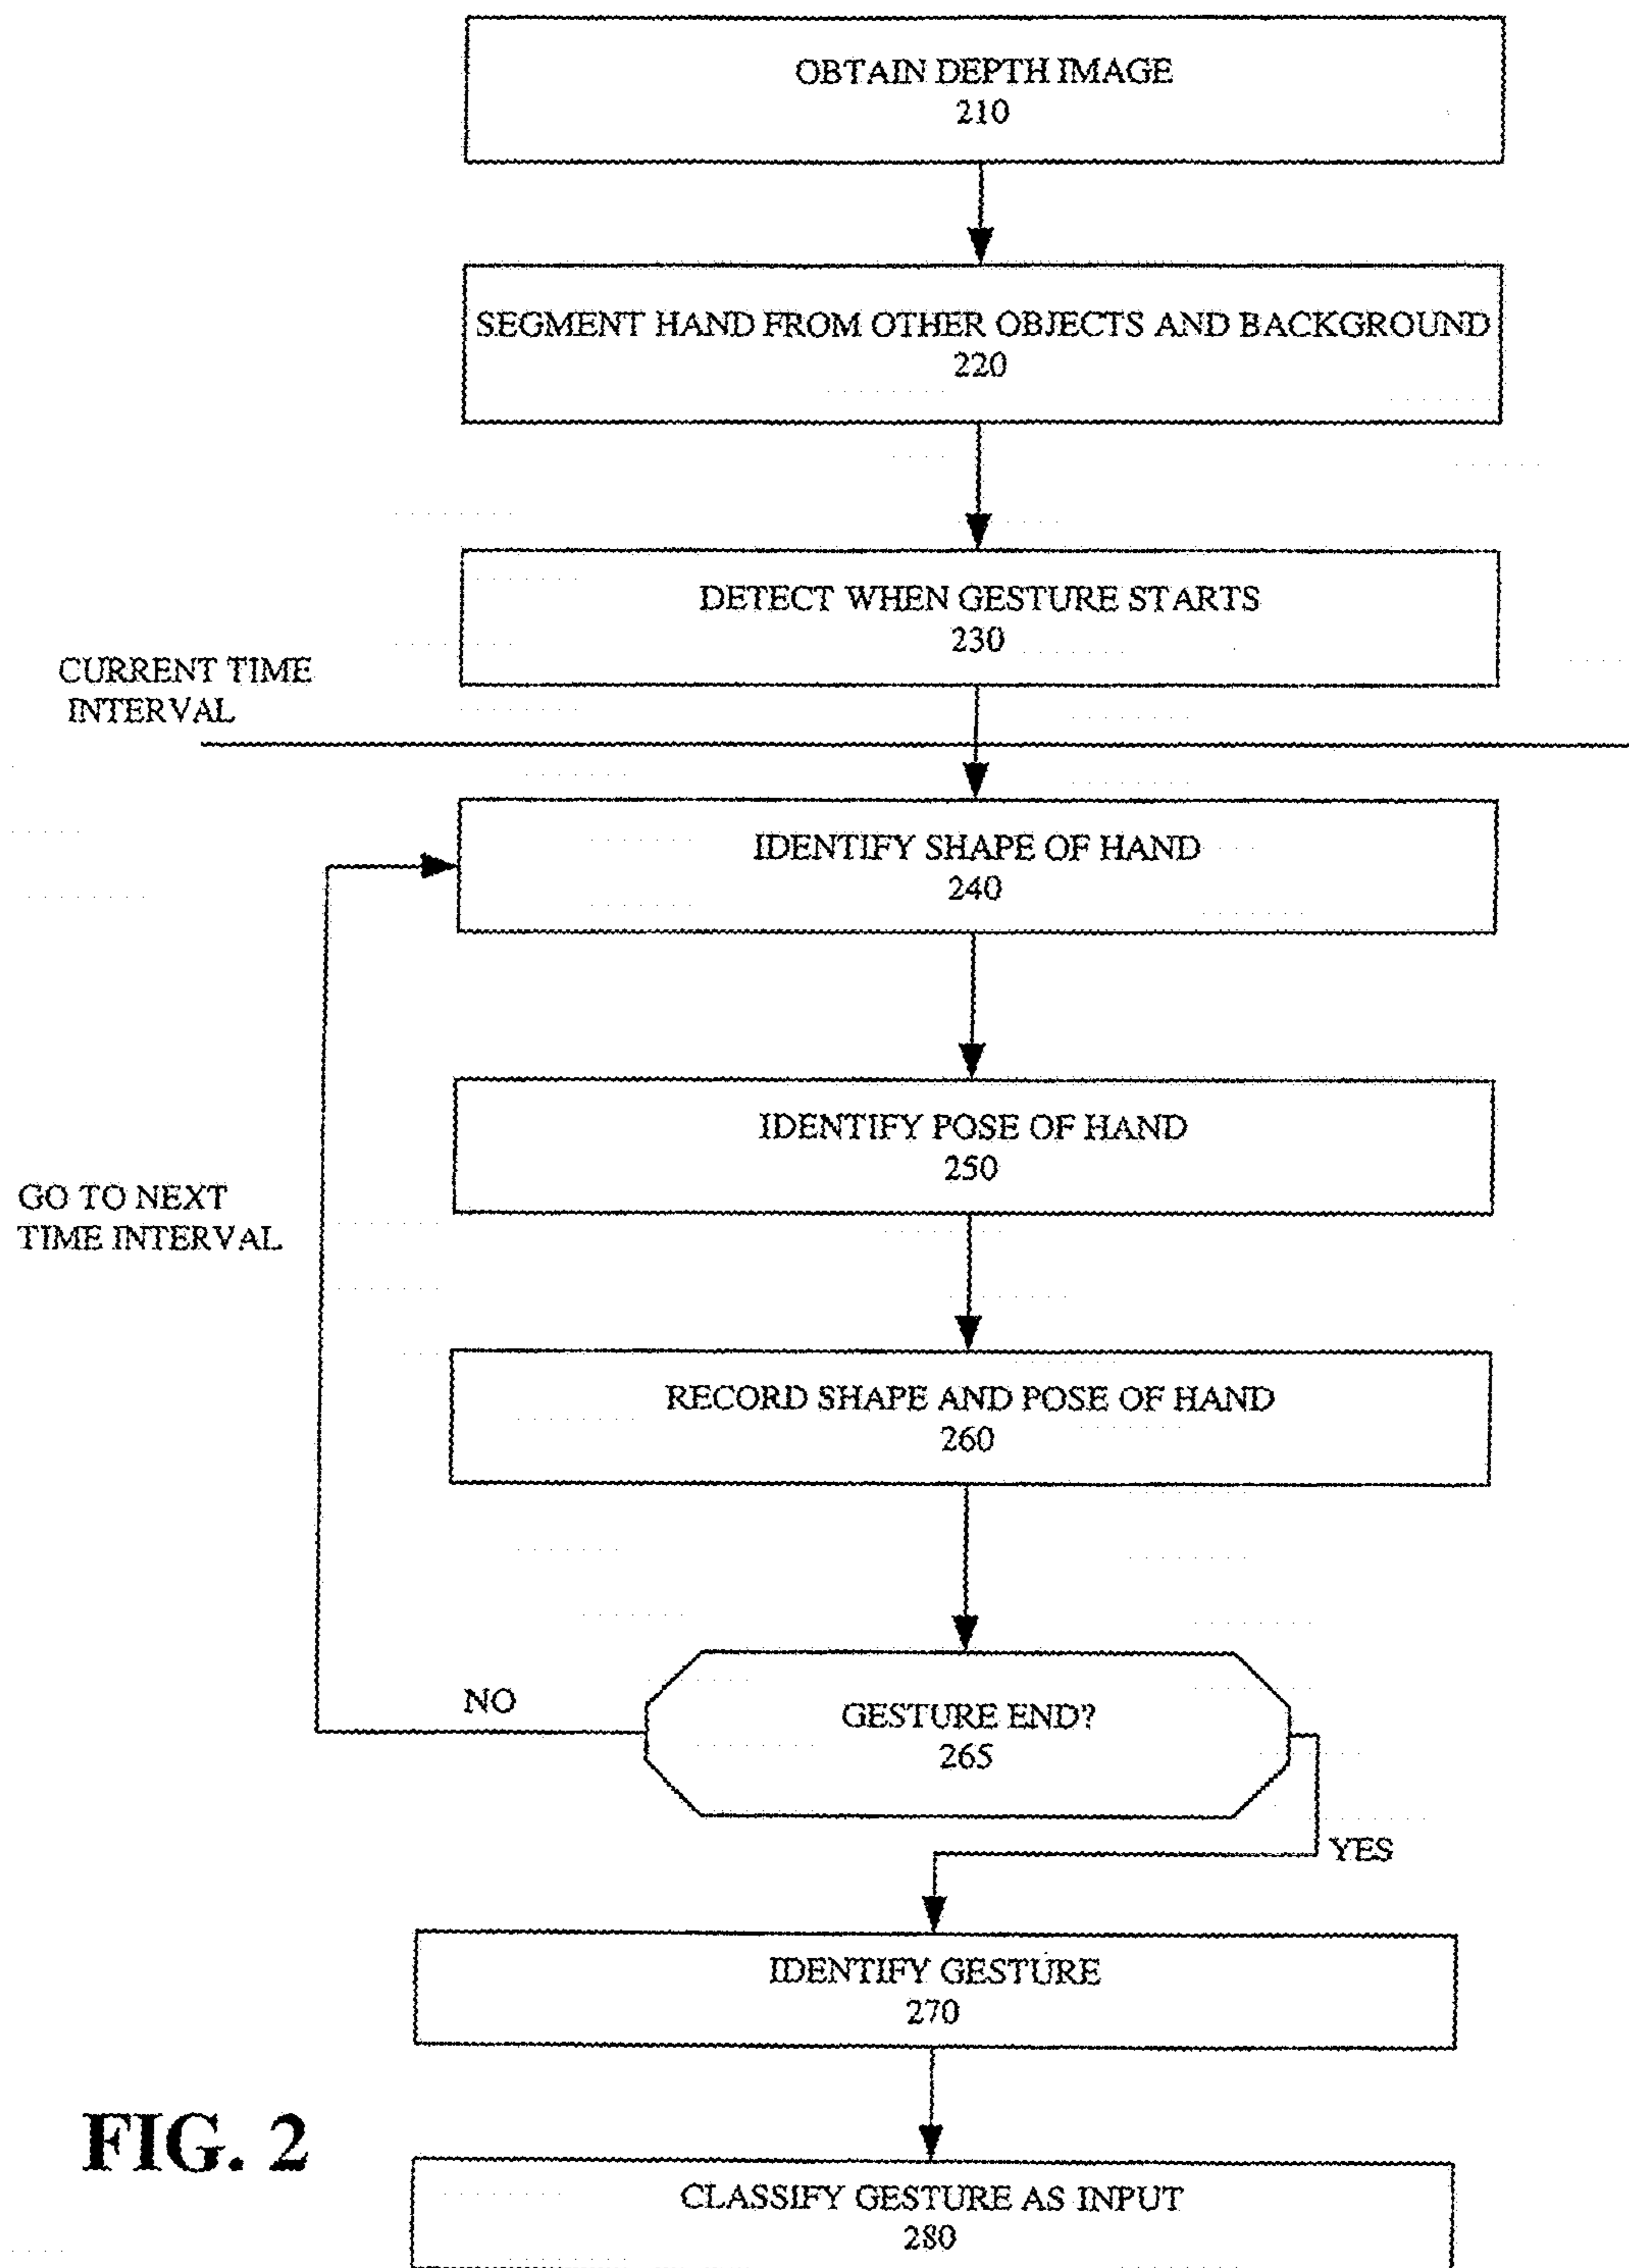 OBTAIN DEPTH IMAGE
210
SEGMENT HAND FROM OTHER OBJECTS AND BACKGROUND
220
DETECT WHEN GESTURE STARTS
230
CURRENT TIME
INTERVAL
IDENTIFY SHAPE OF HAND
240
IDENTIFY POSE OF HAND
250
GO TO NEXT
TIME INTERVAL
RECORD SHAPE AND POSE OF HAND
260
NO
GESTURE END?
265
YES
IDENTIFY GESTURE
270
FIG. 2
CLASSIFY GESTURE AS INPUT
280